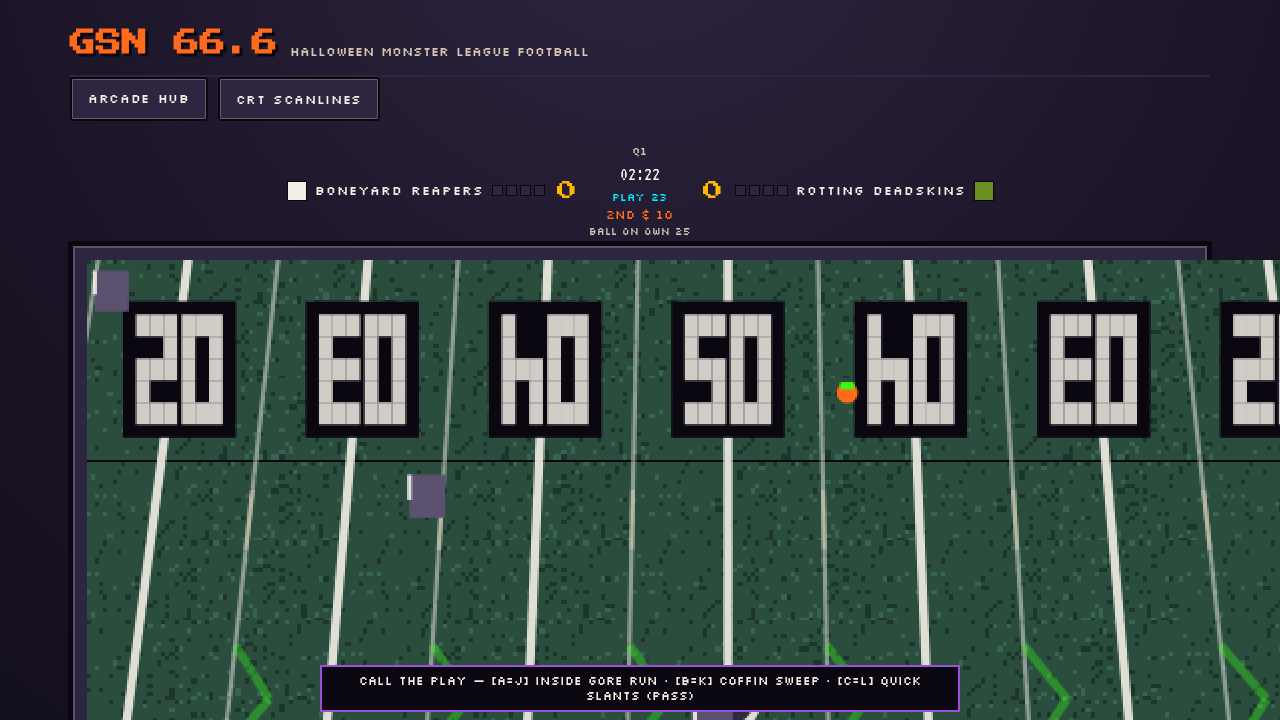 GSN 66.6
HALLOWEEN MONSTER LEAGUE FOOTBALL
ARCADE HUB
CRT SCANLINES
Q1
02:22
BONEYARD REAPERS 0
0 ROTTING DEADSKINS
PLAY 23
2ND & 10
BALL ON OWN 25
20 30 40 50 40 30 2
CALL THE PLAY — [A=J] INSIDE GORE RUN · [B=K] COFFIN SWEEP · [C=L] QUICK
SLANTS (PASS)